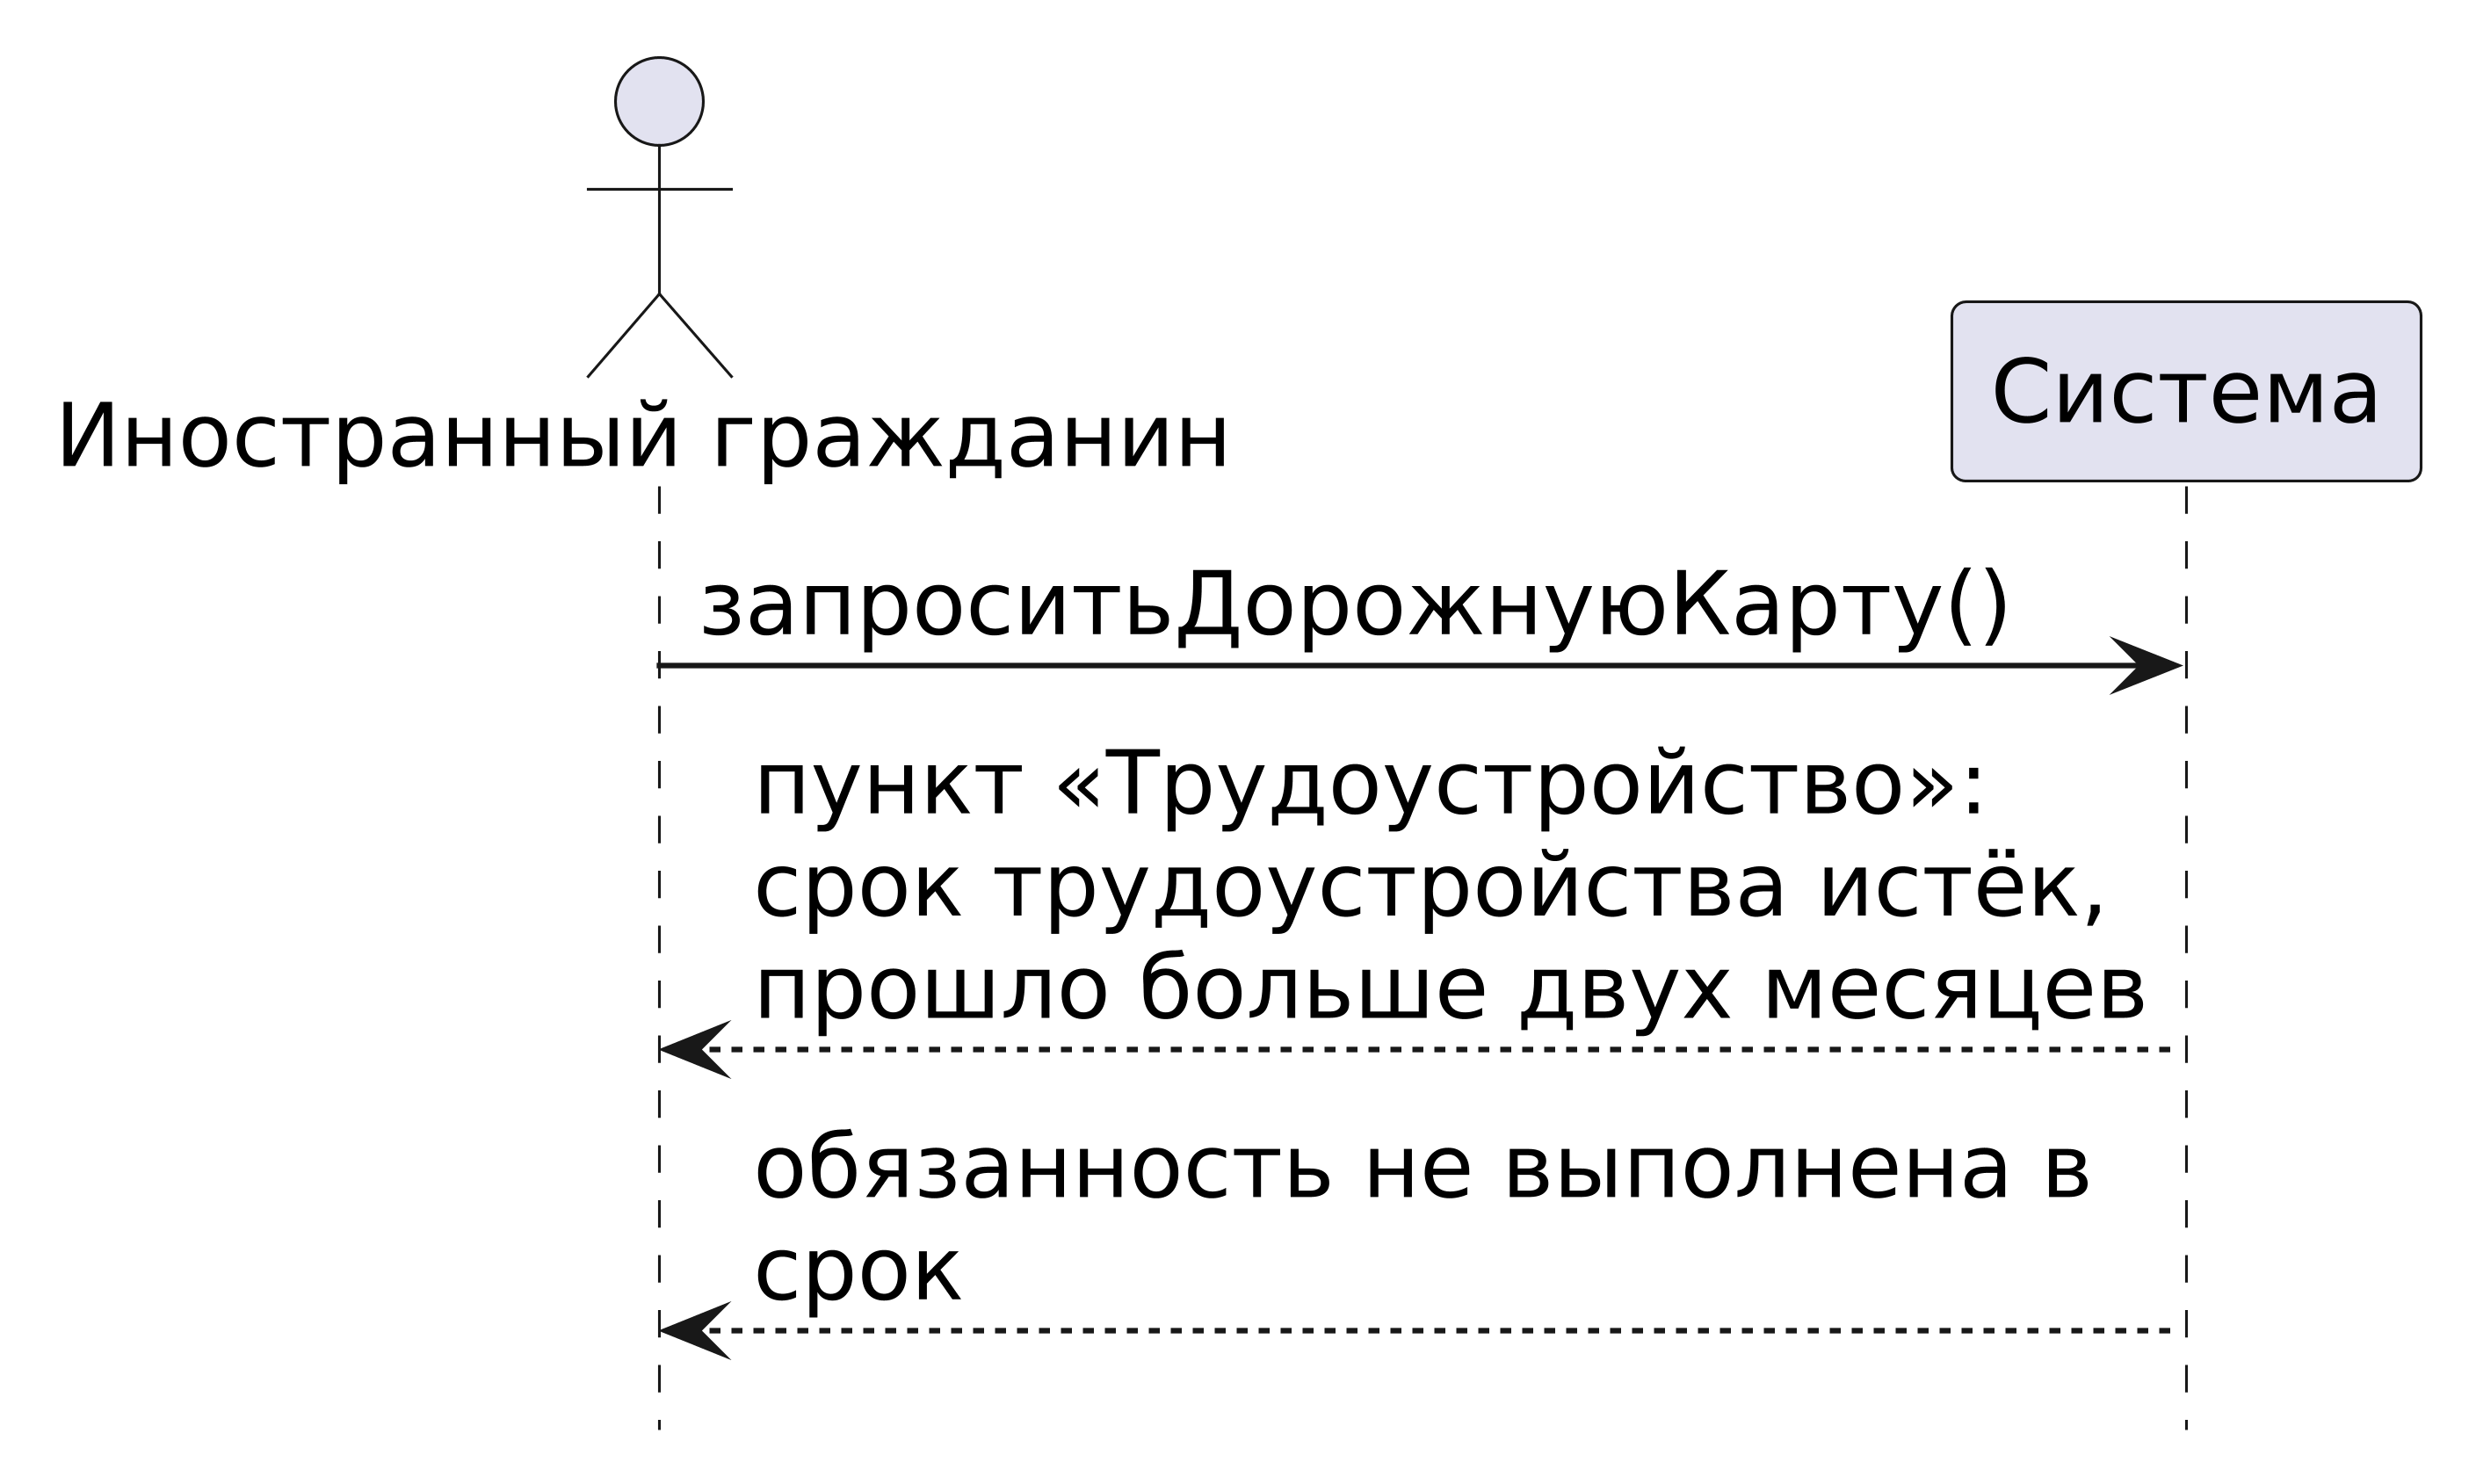 Иностранный гражданин
Система
запроситьДорожнуюКарту()
пункт «Трудоустройство»:
срок трудоустройства истёк,
прошло больше двух месяцев
обязанность не выполнена в
срок